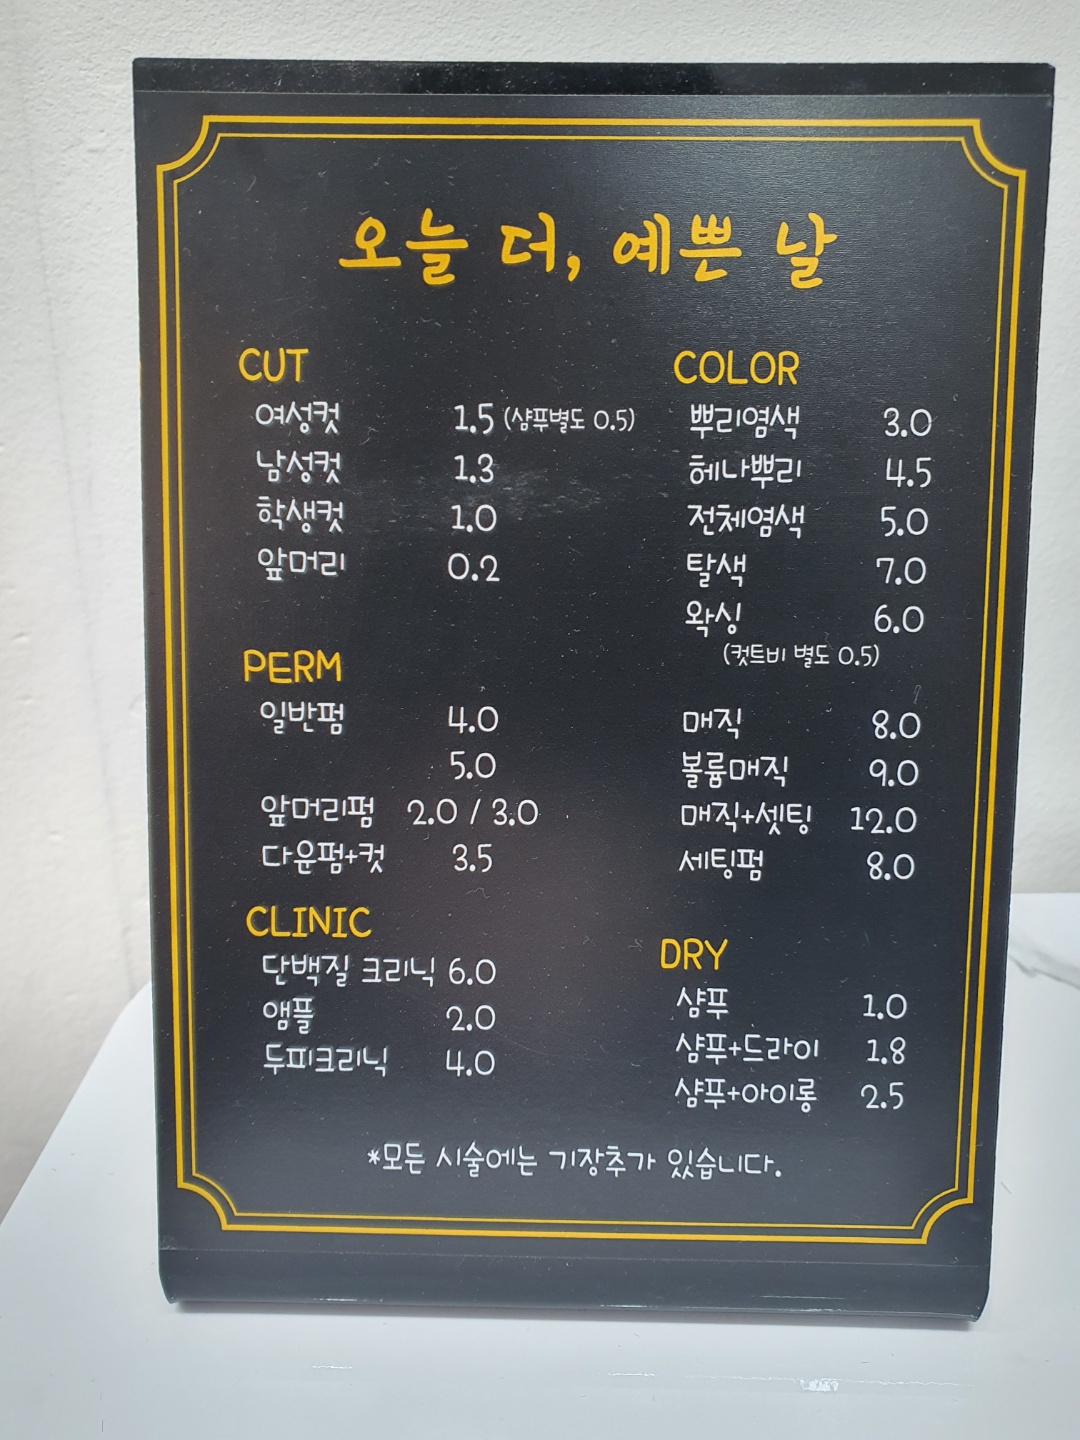 오늘 더, 예쁜 날
CUT
여성컷 1.5 (샴푸별도 0.5)
남성컷 1.3
학생컷 1.0
앞머리 0.2
PERM
일반펌 4.0
5.0
앞머리펌 2.0 / 3.0
다운펌+컷 3.5
CLINIC
단백질 크리닉 6.0
앰플 2.0
두피크리닉 4.0
COLOR
뿌리염색 3.0
헤나뿌리 4.5
전체염색 5.0
탈색 7.0
왁싱 6.0
(컷트비 별도 0.5)
매직 8.0
볼륨매직 9.0
매직+셋팅 12.0
세팅펌 8.0
DRY
샴푸 1.0
샴푸+드라이 1.8
샴푸+아이롱 2.5
*모든 시술에는 기장추가 있습니다.